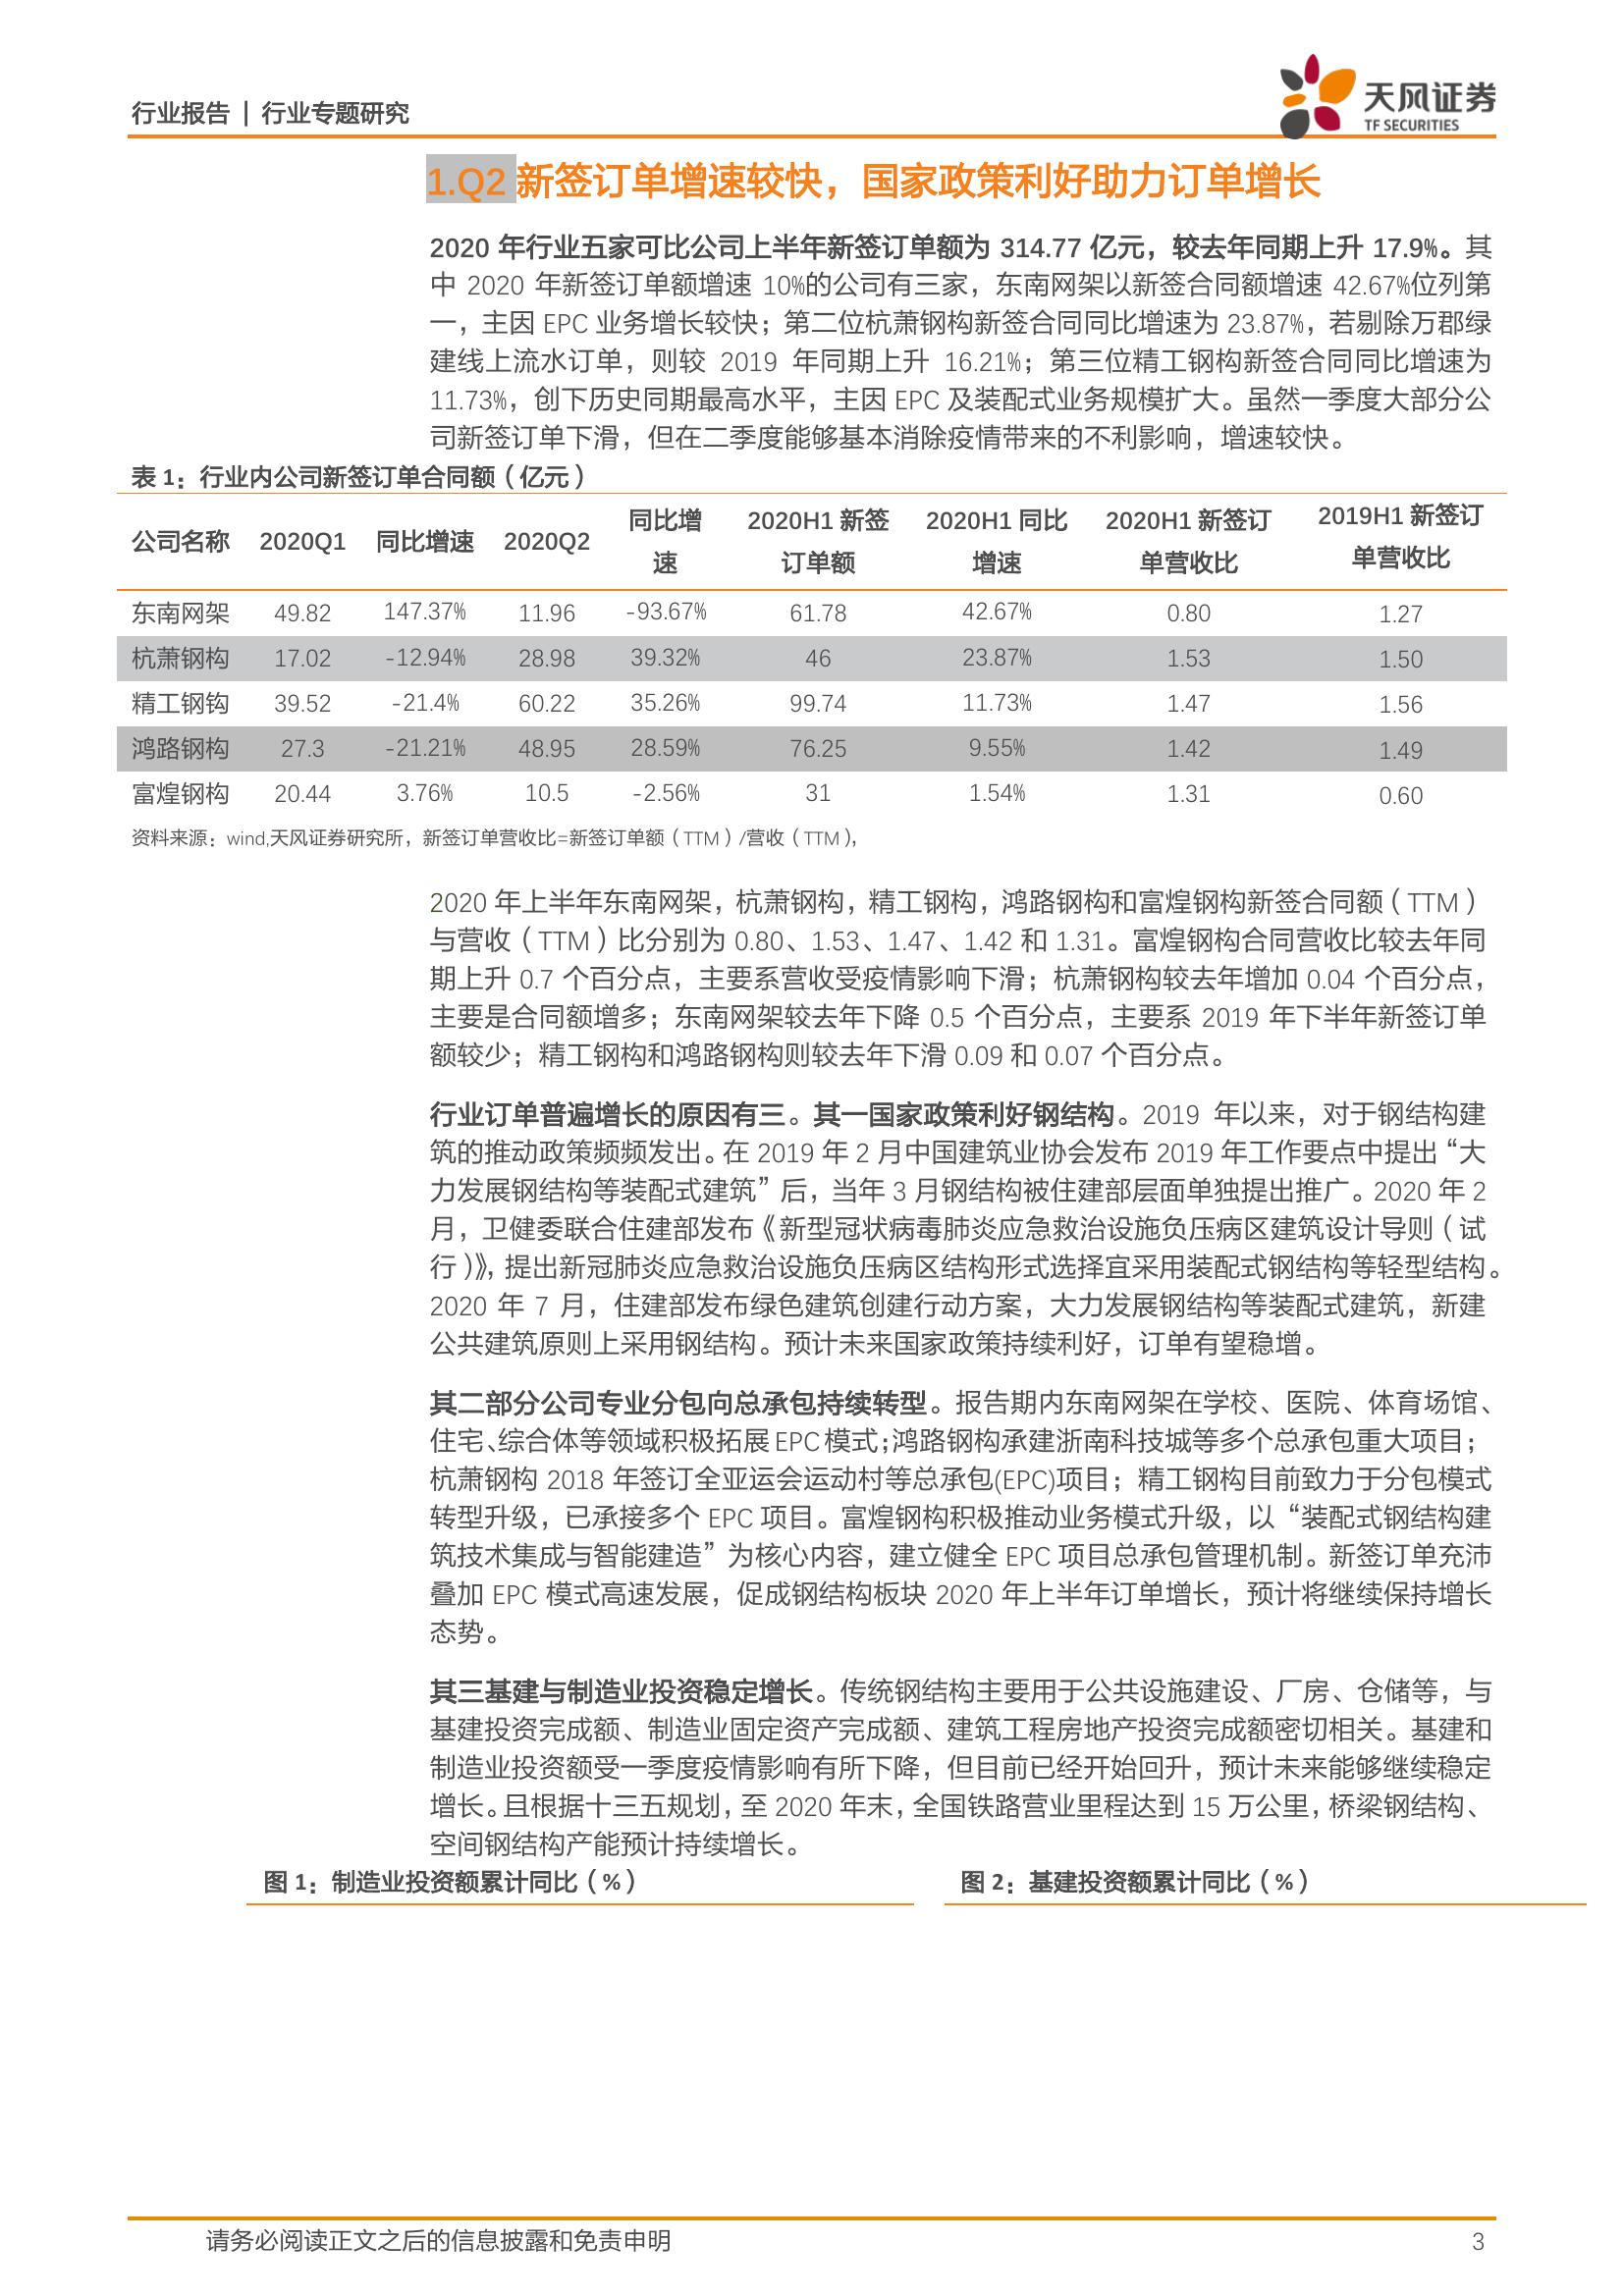 行业报告 | 行业专题研究
天风证券
TF SECURITIES
1.Q2 新签订单增速较快，国家政策利好助力订单增长
2020 年行业五家可比公司上半年新签订单额为 314.77 亿元，较去年同期上升 17.9%。其
中 2020 年新签订单额增速 10%的公司有三家，东南网架以新签合同额增速 42.67%位列第
一，主因 EPC 业务增长较快；第二位杭萧钢构新签合同同比增速为 23.87%，若剔除万郡绿
建线上流水订单，则较 2019 年同期上升 16.21%；第三位精工钢构新签合同同比增速为
11.73%，创下历史同期最高水平，主因 EPC 及装配式业务规模扩大。虽然一季度大部分公
司新签订单下滑，但在二季度能够基本消除疫情带来的不利影响，增速较快。
表 1：行业内公司新签订单合同额（亿元）
公司名称 2020Q1 同比增速 2020Q2 同比增速 2020H1 新签订单额 2020H1 同比增速 2020H1 新签订单营收比 2019H1 新签订单营收比
东南网架 49.82 147.37% 11.96 -93.67% 61.78 42.67% 0.80 1.27
杭萧钢构 17.02 -12.94% 28.98 39.32% 46 23.87% 1.53 1.50
精工钢钩 39.52 -21.4% 60.22 35.26% 99.74 11.73% 1.47 1.56
鸿路钢构 27.3 -21.21% 48.95 28.59% 76.25 9.55% 1.42 1.49
富煌钢构 20.44 3.76% 10.5 -2.56% 31 1.54% 1.31 0.60
资料来源：wind,天风证券研究所，新签订单营收比=新签订单额（TTM）/营收（TTM），
2020 年上半年东南网架，杭萧钢构，精工钢构，鸿路钢构和富煌钢构新签合同额（TTM）
与营收（TTM）比分别为 0.80、1.53、1.47、1.42 和 1.31。富煌钢构合同营收比较去年同
期上升 0.7 个百分点，主要系营收受疫情影响下滑；杭萧钢构较去年增加 0.04 个百分点，
主要是合同额增多；东南网架较去年下降 0.5 个百分点，主要系 2019 年下半年新签订单
额较少；精工钢构和鸿路钢构则较去年下滑 0.09 和 0.07 个百分点。
行业订单普遍增长的原因有三。其一国家政策利好钢结构。2019 年以来，对于钢结构建
筑的推动政策频频发出。在 2019 年 2 月中国建筑业协会发布 2019 年工作要点中提出“大
力发展钢结构等装配式建筑”后，当年 3 月钢结构被住建部层面单独提出推广。2020 年 2
月，卫健委联合住建部发布《新型冠状病毒肺炎应急救治设施负压病区建筑设计导则（试
行）》，提出新冠肺炎应急救治设施负压病区结构形式选择宜采用装配式钢结构等轻型结构。
2020 年 7 月，住建部发布绿色建筑创建行动方案，大力发展钢结构等装配式建筑，新建
公共建筑原则上采用钢结构。预计未来国家政策持续利好，订单有望稳增。
其二部分公司专业分包向总承包持续转型。报告期内东南网架在学校、医院、体育场馆、
住宅、综合体等领域积极拓展 EPC 模式；鸿路钢构承建浙南科技城等多个总承包重大项目；
杭萧钢构 2018 年签订全亚运会运动村等总承包(EPC)项目；精工钢构目前致力于分包模式
转型升级，已承接多个 EPC 项目。富煌钢构积极推动业务模式升级，以“装配式钢结构建
筑技术集成与智能建造”为核心内容，建立健全 EPC 项目总承包管理机制。新签订单充沛
叠加 EPC 模式高速发展，促成钢结构板块 2020 年上半年订单增长，预计将继续保持增长
态势。
其三基建与制造业投资稳定增长。传统钢结构主要用于公共设施建设、厂房、仓储等，与
基建投资完成额、制造业固定资产完成额、建筑工程房地产投资完成额密切相关。基建和
制造业投资额受一季度疫情影响有所下降，但目前已经开始回升，预计未来能够继续稳定
增长。且根据十三五规划，至 2020 年末，全国铁路营业里程达到 15 万公里，桥梁钢结构、
空间钢结构产能预计持续增长。
图 1：制造业投资额累计同比（%） 图 2：基建投资额累计同比（%）
请务必阅读正文之后的信息披露和免责申明 3